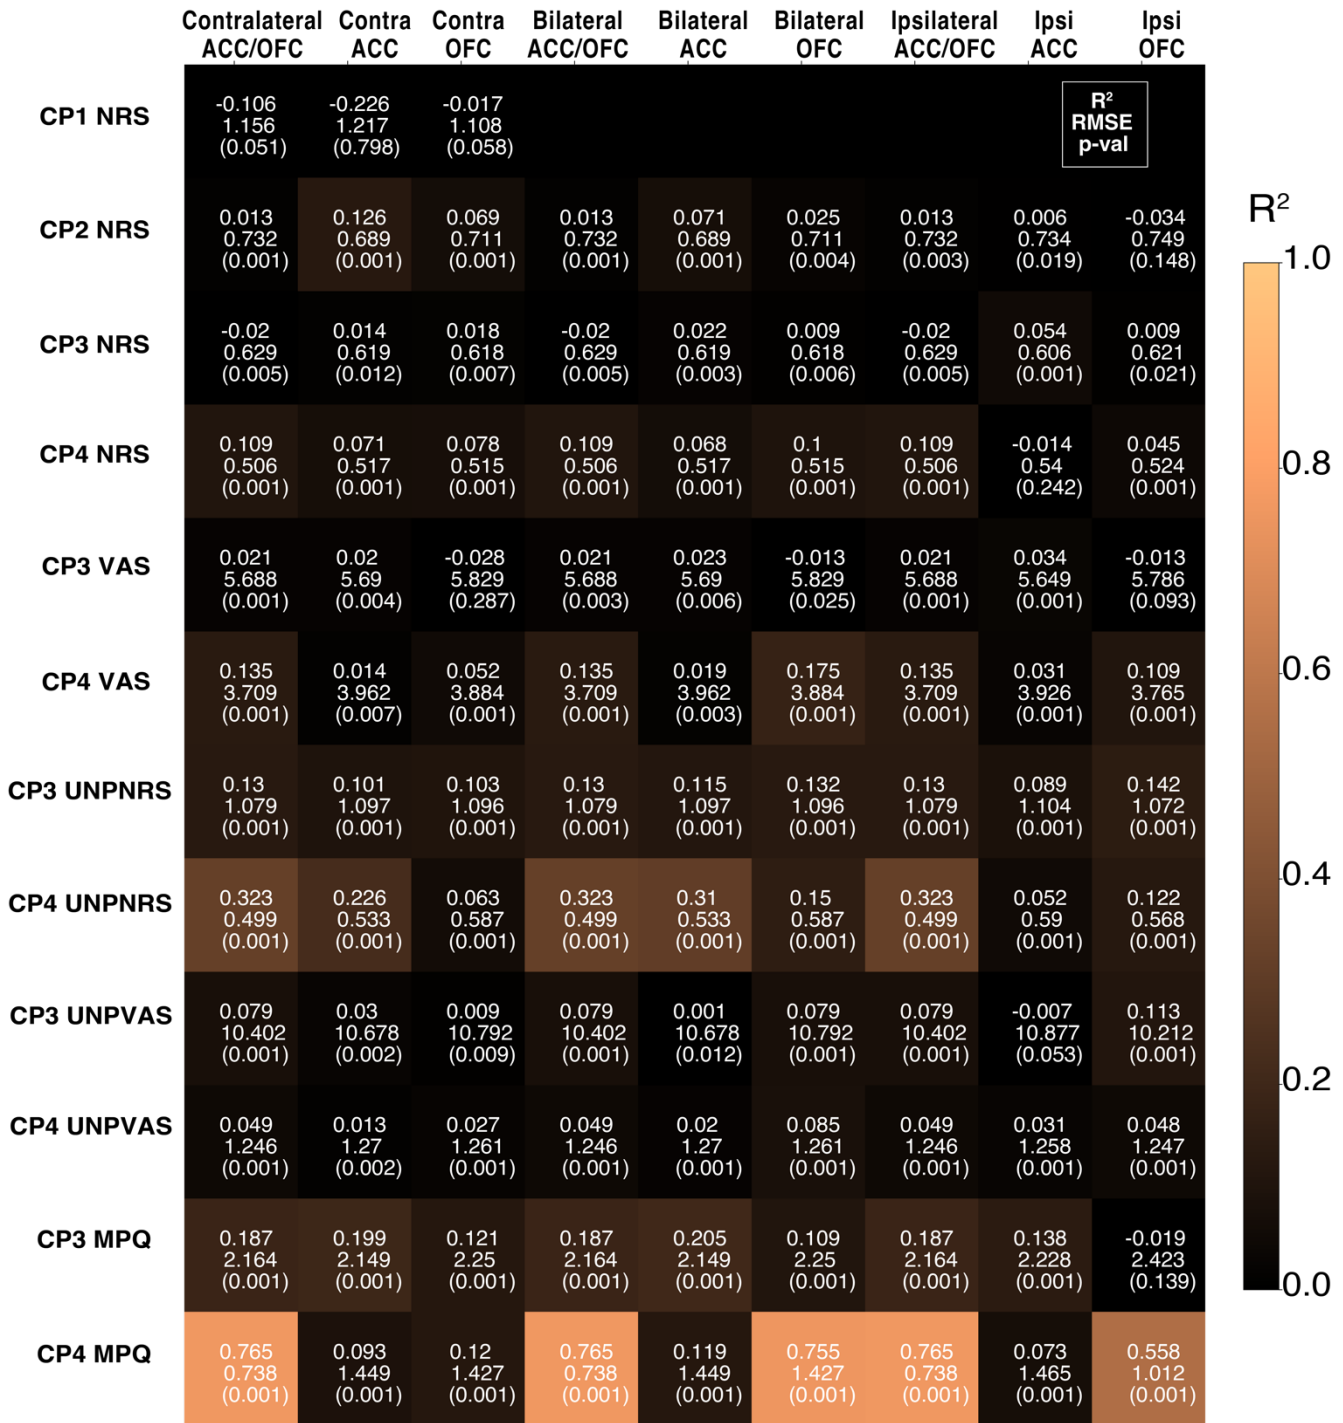 Contralateral Contra Contra Bilateral Bilateral Bilateral Ipsilateral Ipsi Ipsi
ACC/OFC ACC OFC ACC/OFC ACC OFC ACC/OFC ACC OFC
CP1 NRS
-0.106 -0.226 -0.017
1.156 1.217 1.108
(0.051) (0.798) (0.058)
R²
RMSE
p-val
CP2 NRS
0.013 0.126 0.069 0.013 0.071 0.025 0.013 0.006 -0.034
0.732 0.689 0.711 0.732 0.689 0.711 0.732 0.734 0.749
(0.001) (0.001) (0.001) (0.001) (0.001) (0.004) (0.003) (0.019) (0.148)
CP3 NRS
-0.02 0.014 0.018 -0.02 0.022 0.009 -0.02 0.054 0.009
0.629 0.619 0.618 0.629 0.619 0.618 0.629 0.606 0.621
(0.005) (0.012) (0.007) (0.005) (0.003) (0.006) (0.005) (0.001) (0.021)
CP4 NRS
0.109 0.071 0.078 0.109 0.068 0.1 0.109 -0.014 0.045
0.506 0.517 0.515 0.506 0.517 0.515 0.506 0.54 0.524
(0.001) (0.001) (0.001) (0.001) (0.001) (0.001) (0.001) (0.242) (0.001)
CP3 VAS
0.021 0.02 -0.028 0.021 0.023 -0.013 0.021 0.034 -0.013
5.688 5.69 5.829 5.688 5.69 5.829 5.688 5.649 5.786
(0.001) (0.004) (0.287) (0.003) (0.006) (0.025) (0.001) (0.001) (0.093)
CP4 VAS
0.135 0.014 0.052 0.135 0.019 0.175 0.135 0.031 0.109
3.709 3.962 3.884 3.709 3.962 3.884 3.709 3.926 3.765
(0.001) (0.007) (0.001) (0.001) (0.003) (0.001) (0.001) (0.001) (0.001)
CP3 UNPNRS
0.13 0.101 0.103 0.13 0.115 0.132 0.13 0.089 0.142
1.079 1.097 1.096 1.079 1.097 1.096 1.079 1.104 1.072
(0.001) (0.001) (0.001) (0.001) (0.001) (0.001) (0.001) (0.001) (0.001)
CP4 UNPNRS
0.323 0.226 0.063 0.323 0.31 0.15 0.323 0.052 0.122
0.499 0.533 0.587 0.499 0.533 0.587 0.499 0.59 0.568
(0.001) (0.001) (0.001) (0.001) (0.001) (0.001) (0.001) (0.001) (0.001)
CP3 UNPVAS
0.079 0.03 0.009 0.079 0.001 0.079 0.079 -0.007 0.113
10.402 10.678 10.792 10.402 10.678 10.792 10.402 10.877 10.212
(0.001) (0.002) (0.009) (0.001) (0.012) (0.001) (0.001) (0.053) (0.001)
CP4 UNPVAS
0.049 0.013 0.027 0.049 0.02 0.085 0.049 0.031 0.048
1.246 1.27 1.261 1.246 1.27 1.261 1.246 1.258 1.247
(0.001) (0.002) (0.001) (0.001) (0.001) (0.001) (0.001) (0.001) (0.001)
CP3 MPQ
0.187 0.199 0.121 0.187 0.205 0.109 0.187 0.138 -0.019
2.164 2.149 2.25 2.164 2.149 2.25 2.164 2.228 2.423
(0.001) (0.001) (0.001) (0.001) (0.001) (0.001) (0.001) (0.001) (0.139)
CP4 MPQ
0.765 0.093 0.12 0.765 0.119 0.755 0.765 0.073 0.558
0.738 1.449 1.427 0.738 1.449 1.427 0.738 1.465 1.012
(0.001) (0.001) (0.001) (0.001) (0.001) (0.001) (0.001) (0.001) (0.001)
R²
1.0
0.8
0.6
0.4
0.2
0.0